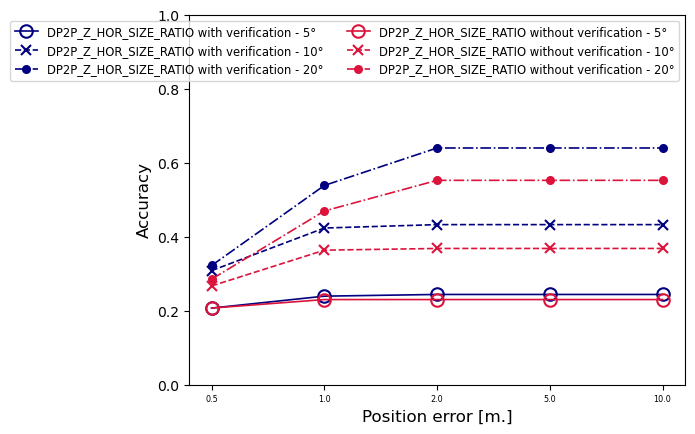 1.0
DP2P_Z_HOR_SIZE_RATIO with verification - 5°
DP2P_Z_HOR_SIZE_RATIO with verification - 10°
DP2P_Z_HOR_SIZE_RATIO with verification - 20°
DP2P_Z_HOR_SIZE_RATIO without verification - 5°
DP2P_Z_HOR_SIZE_RATIO without verification - 10°
DP2P_Z_HOR_SIZE_RATIO without verification - 20°
0.8
0.6
0.4
0.2
0.0
Accuracy
0.5 1.0 2.0 5.0 10.0
Position error [m.]